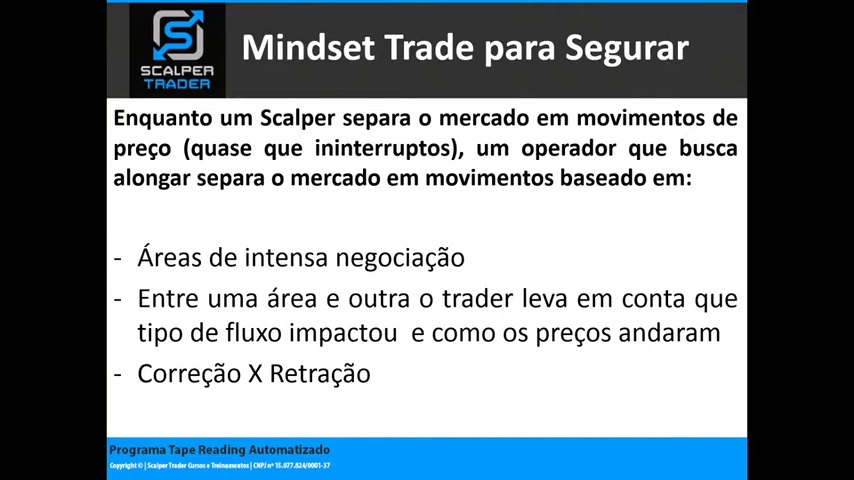 SCALPER
TRADER
Mindset Trade para Segurar
Enquanto um Scalper separa o mercado em movimentos de
preço (quase que ininterruptos), um operador que busca
alongar separa o mercado em movimentos baseado em:
- Áreas de intensa negociação
- Entre uma área e outra o trader leva em conta que
tipo de fluxo impactou e como os preços andaram
- Correção X Retração
Programa Tape Reading Automatizado
Copyright © | Scalper Trader Cursos e Treinamentos | CNPJ nº 15.077.824/0001-37